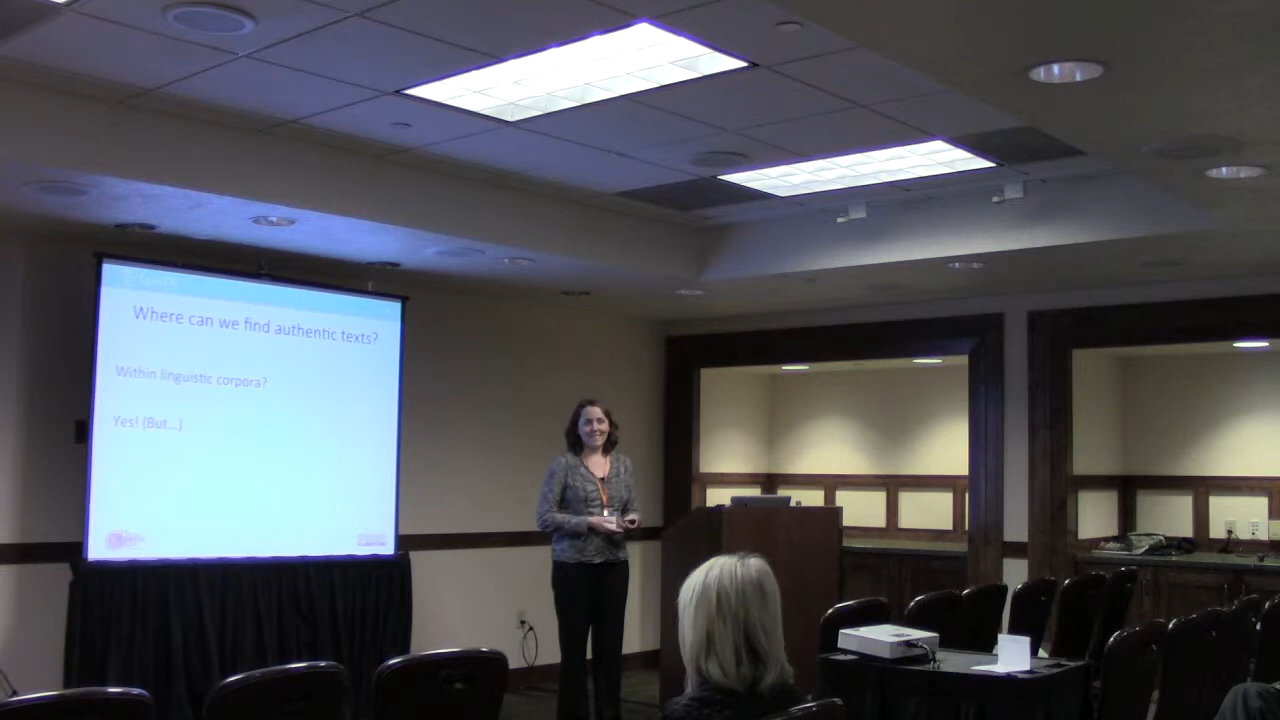 Where can we find authentic texts?
Within linguistic corpora?
Yes! (But...)